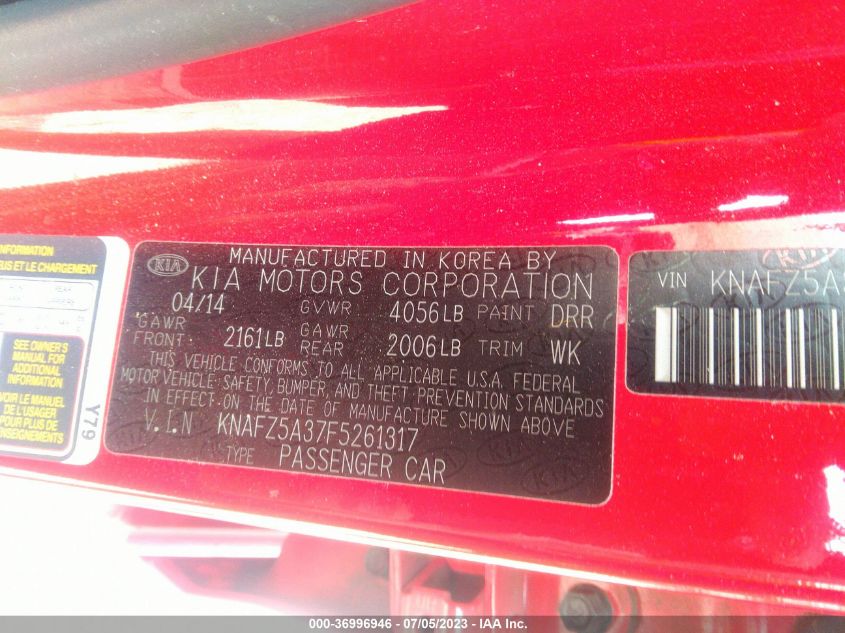 KIA
MANUFACTURED IN KOREA BY
KIA MOTORS CORPORATION
04/14 GVWR 4056LB PAINT DRR
GAWR FRONT 2161LB GAWR REAR 2006LB TRIM WK
THIS VEHICLE CONFORMS TO ALL APPLICABLE U.S.A. FEDERAL
MOTOR VEHICLE SAFETY, BUMPER, AND THEFT PREVENTION STANDARDS
IN EFFECT ON THE DATE OF MANUFACTURE SHOWN ABOVE.
V.I.N KNAFZ5A37F5261317
TYPE PASSENGER CAR
NFORMATION
EUS ET LE CHARGEMENT
SEE OWNER'S
MANUAL FOR
ADDITIONAL
INFORMATION
VOIR LE MANUEL
DE L'USAGER
POUR PLUS DE
ENSEIGNEMENTS
Y79
VIN KNAFZ5A
000-36996946 - 07/05/2023 - © IAA, Inc.